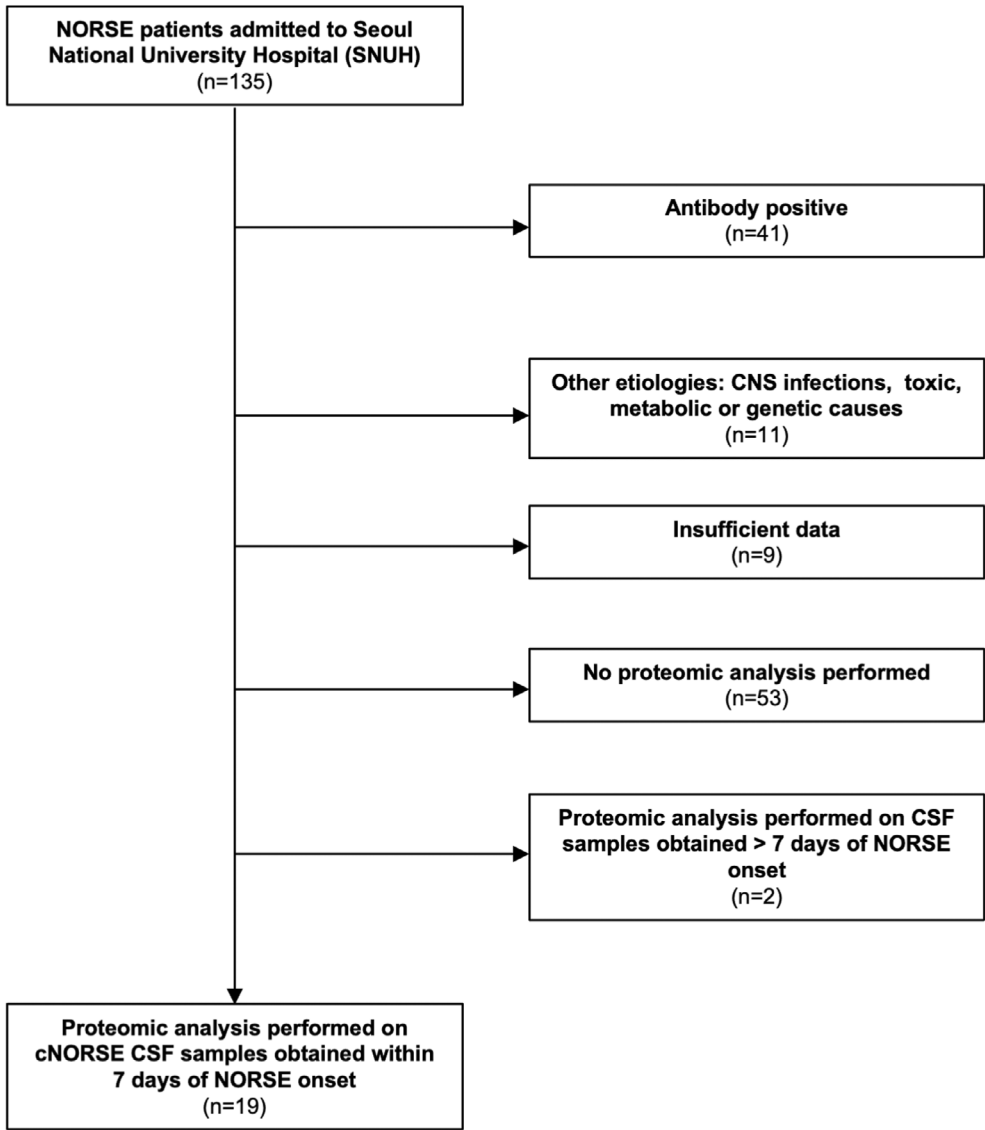 NORSE patients admitted to Seoul
National University Hospital (SNUH)
(n=135)
Antibody positive
(n=41)
Other etiologies: CNS infections, toxic,
metabolic or genetic causes
(n=11)
Insufficient data
(n=9)
No proteomic analysis performed
(n=53)
Proteomic analysis performed on CSF
samples obtained > 7 days of NORSE
onset
(n=2)
Proteomic analysis performed on
cNORSE CSF samples obtained within
7 days of NORSE onset
(n=19)